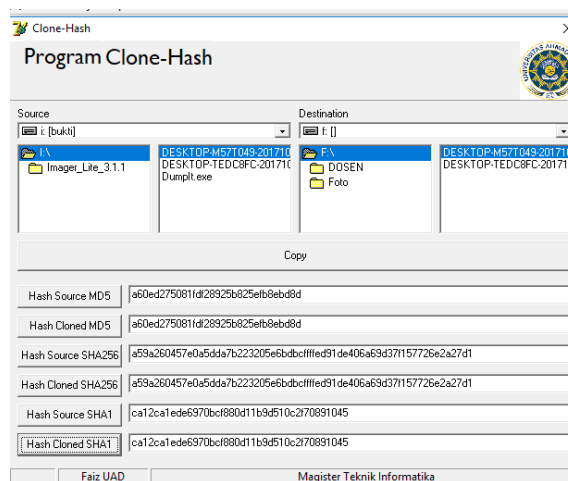 Clone-Hash
Program Clone-Hash
Source
Destination
i: [bukti]
f: []
I:\
Imager_Lite_3.1.1
DESKTOP-M57T049-201710
DESKTOP-TEDC8FC-201710
DumpIt.exe
F:\
DOSEN
Foto
DESKTOP-M57T049-20171
DESKTOP-TEDC8FC-20171
Copy
Hash Source MD5 a60ed275081fdf28925b825efb8ebd8d
Hash Cloned MD5 a60ed275081fdf28925b825efb8ebd8d
Hash Source SHA256 a59a260457e0a5dda7b223205e6bdbcffffed91de406a69d37f157726e2a27d1
Hash Cloned SHA256 a59a260457e0a5dda7b223205e6bdbcffffed91de406a69d37f157726e2a27d1
Hash Source SHA1 ca12ca1ede6970bcf880d11b9d510c2f70891045
Hash Cloned SHA1 ca12ca1ede6970bcf880d11b9d510c2f70891045
Faiz UAD
Magister Teknik Informatika